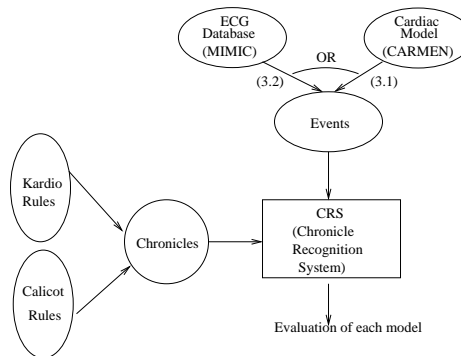 ECG
Database
(MIMIC)
Cardiac
Model
(CARMEN)
OR
(3.2)
(3.1)
Events
Kardio
Rules
Chronicles
CRS
(Chronicle
Recognition
System)
Calicot
Rules
Evaluation of each model